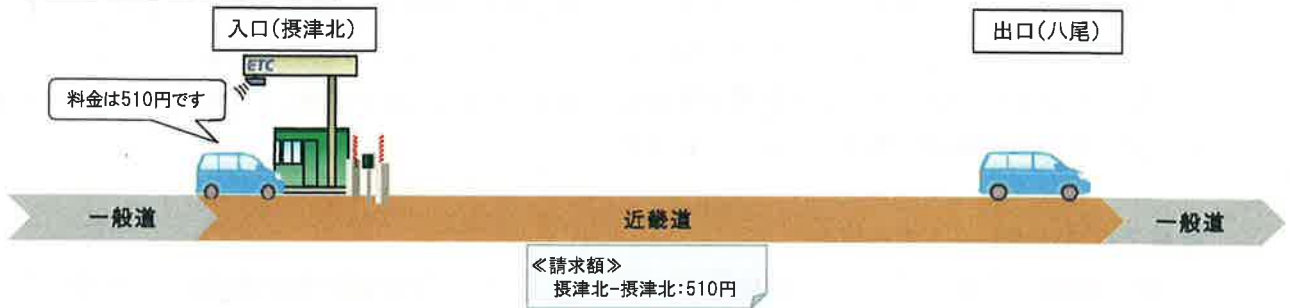 入口(摂津北)
出口(八尾)
ETC
料金は510円です
一般道
近畿道
一般道
≪請求額≫
摂津北−摂津北:510円